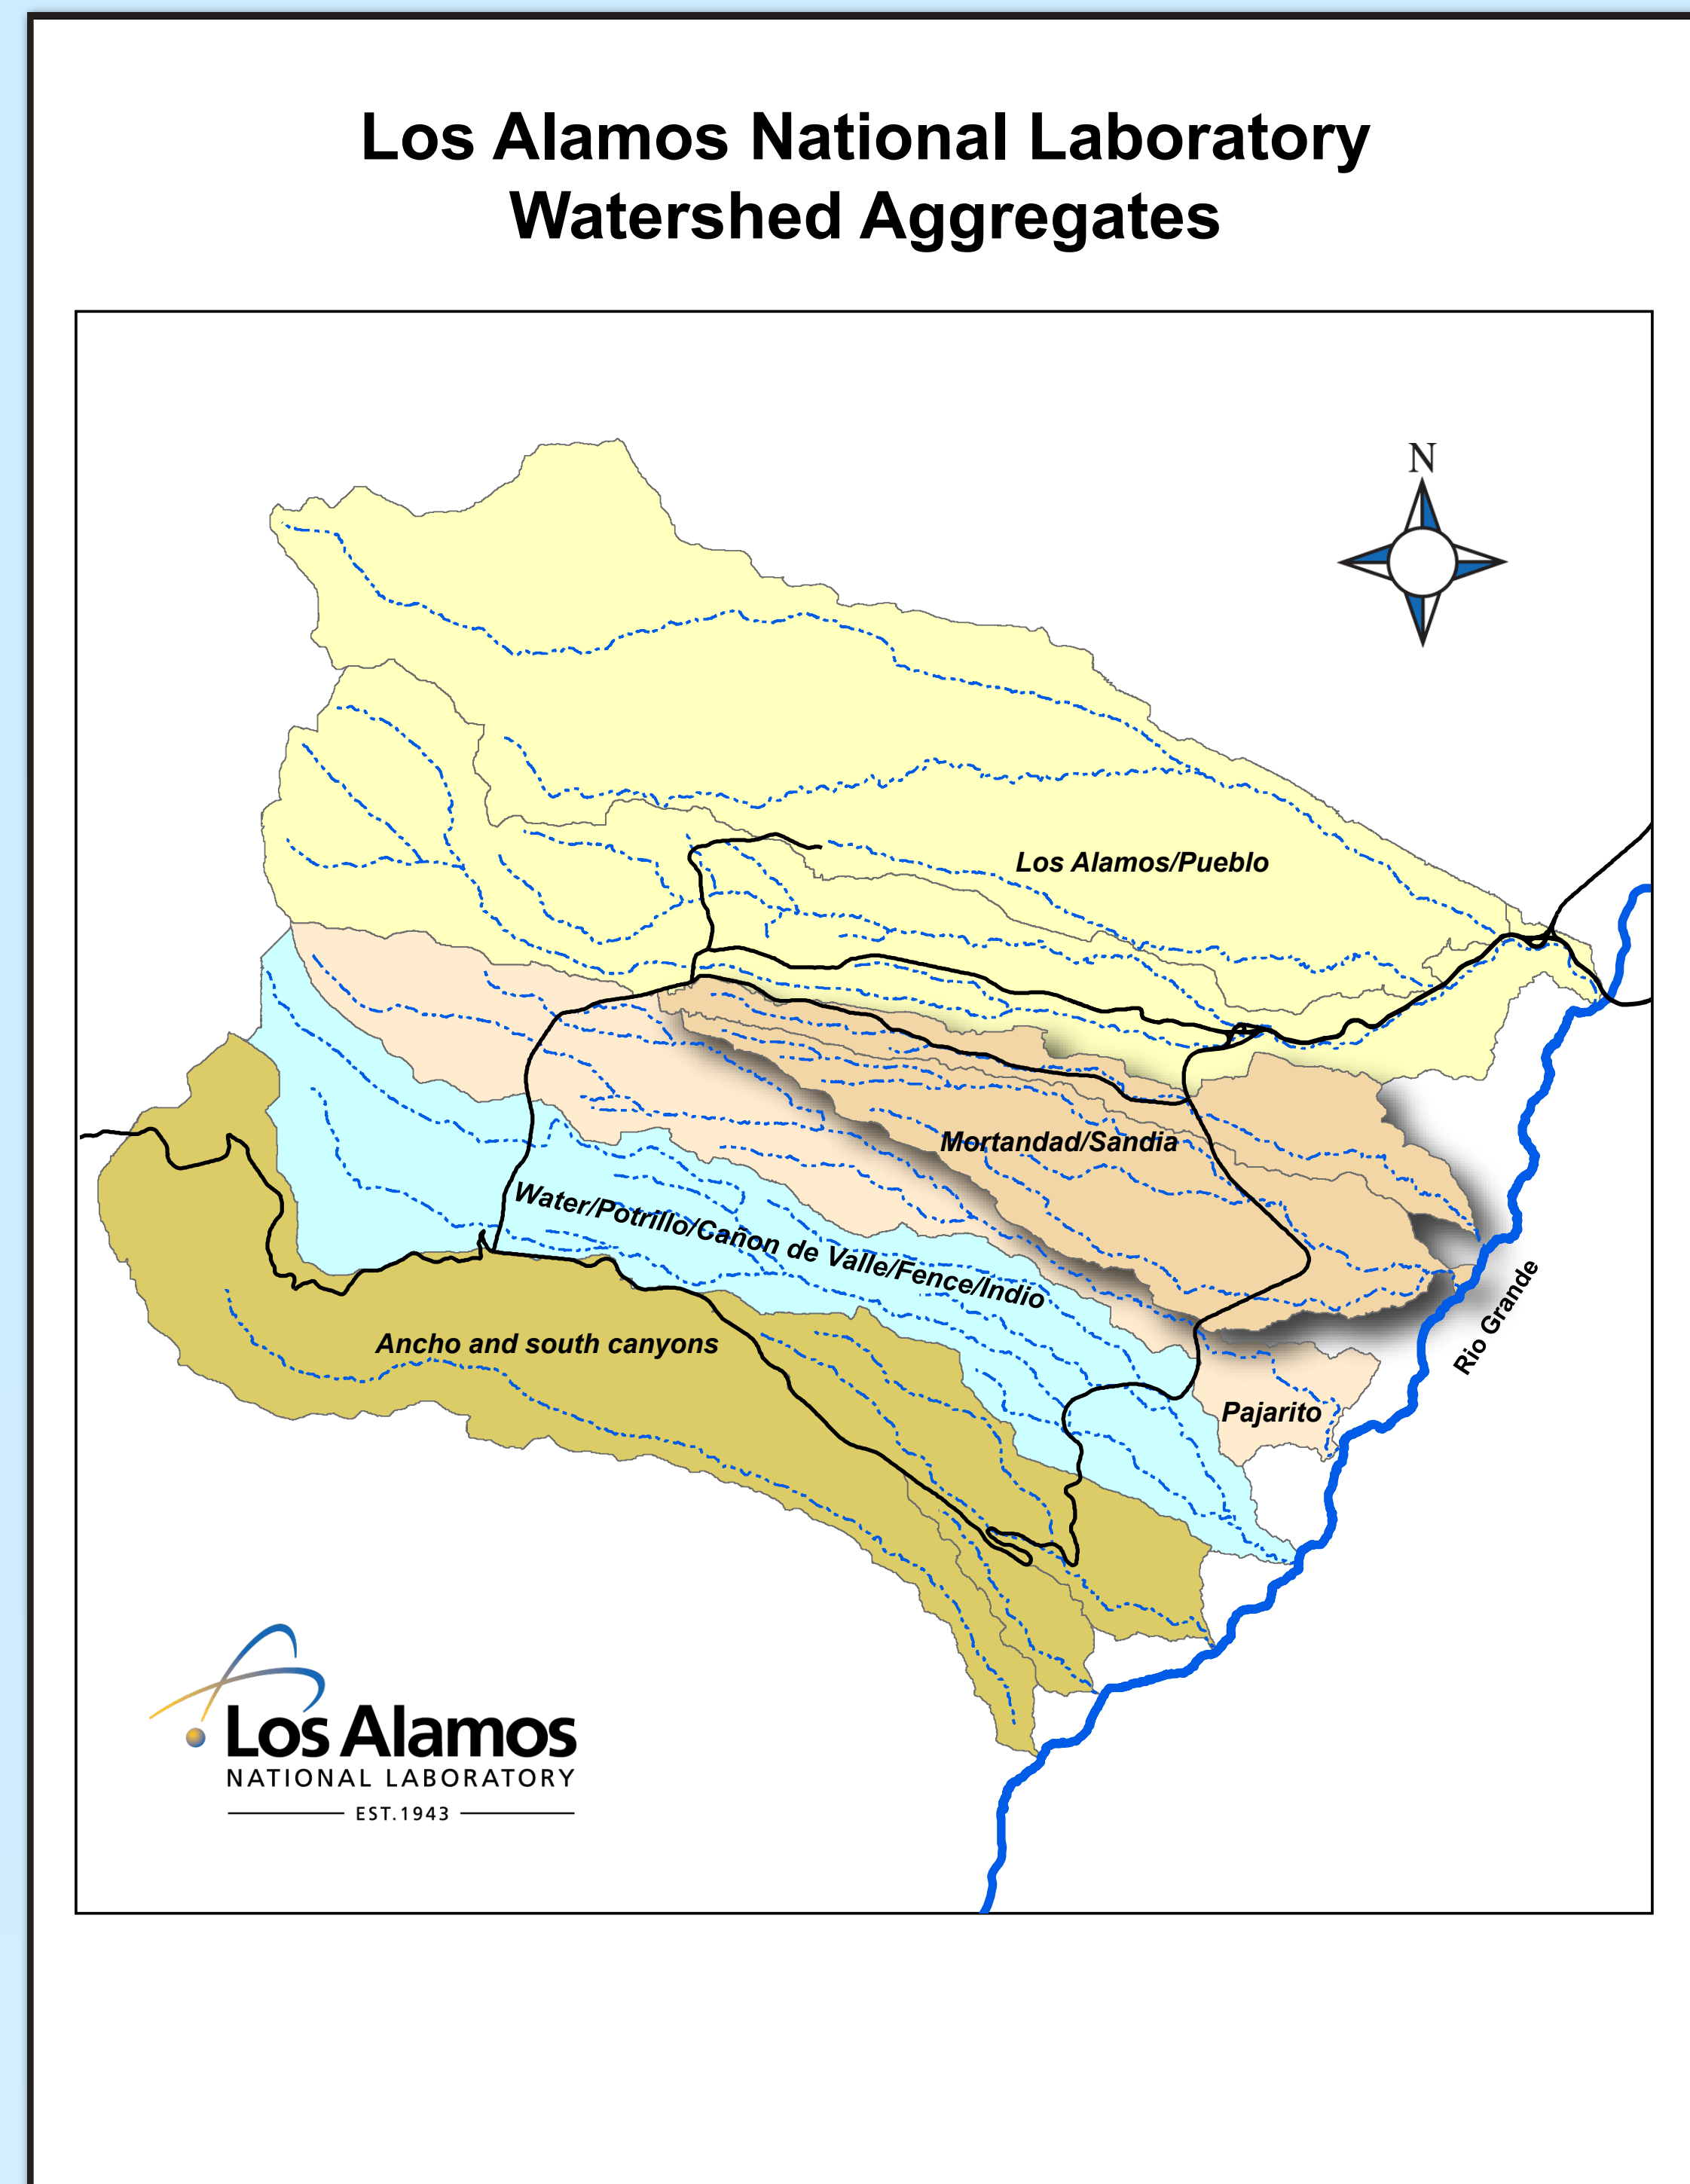 Los Alamos National Laboratory
Watershed Aggregates
N
Los Alamos/Pueblo
Mortandad/Sandia
Water/Potrillo/Cañon de Valle/Fence/Indio
Rio Grande
Ancho and south canyons
Pajarito
Los Alamos
NATIONAL LABORATORY
EST.1943